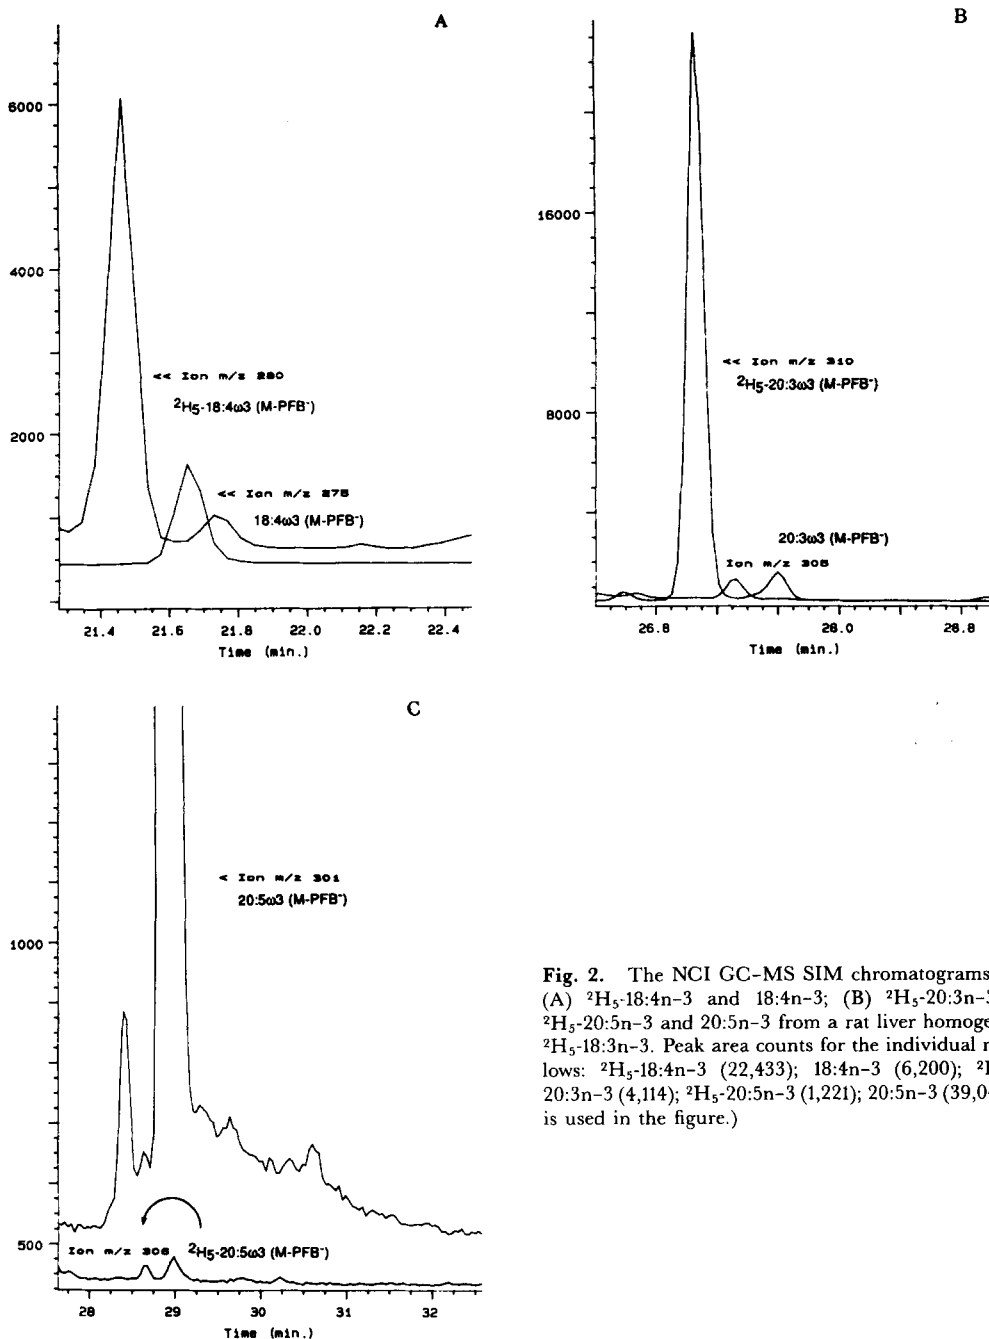 A
6000
4000
2000
<< Ion m/z 280
²H5-18:4ω3 (M-PFB⁻)
<< Ion m/z 275
18:4ω3 (M-PFB⁻)
21.4 21.6 21.8 22.0 22.2 22.4
Time (min.)
B
16000
8000
<< Ion m/z 310
²H5-20:3ω3 (M-PFB⁻)
20:3ω3 (M-PFB⁻)
Ion m/z 305
26.8 28.0 28.8
Time (min.)
C
1000
500
< Ion m/z 301
20:5ω3 (M-PFB⁻)
Ion m/z 306 ²H5-20:5ω3 (M-PFB⁻)
28 29 30 31 32
Time (min.)
Fig. 2. The NCI GC-MS SIM chromatograms
(A) ²H₅-18:4n-3 and 18:4n-3; (B) ²H₅-20:3n-3
²H₅-20:5n-3 and 20:5n-3 from a rat liver homoge
²H₅-18:3n-3. Peak area counts for the individual
lows: ²H₅-18:4n-3 (22,433); 18:4n-3 (6,200);
20:3n-3 (4,114); ²H₅-20:5n-3 (1,221); 20:5n-3 (39,0
is used in the figure.)